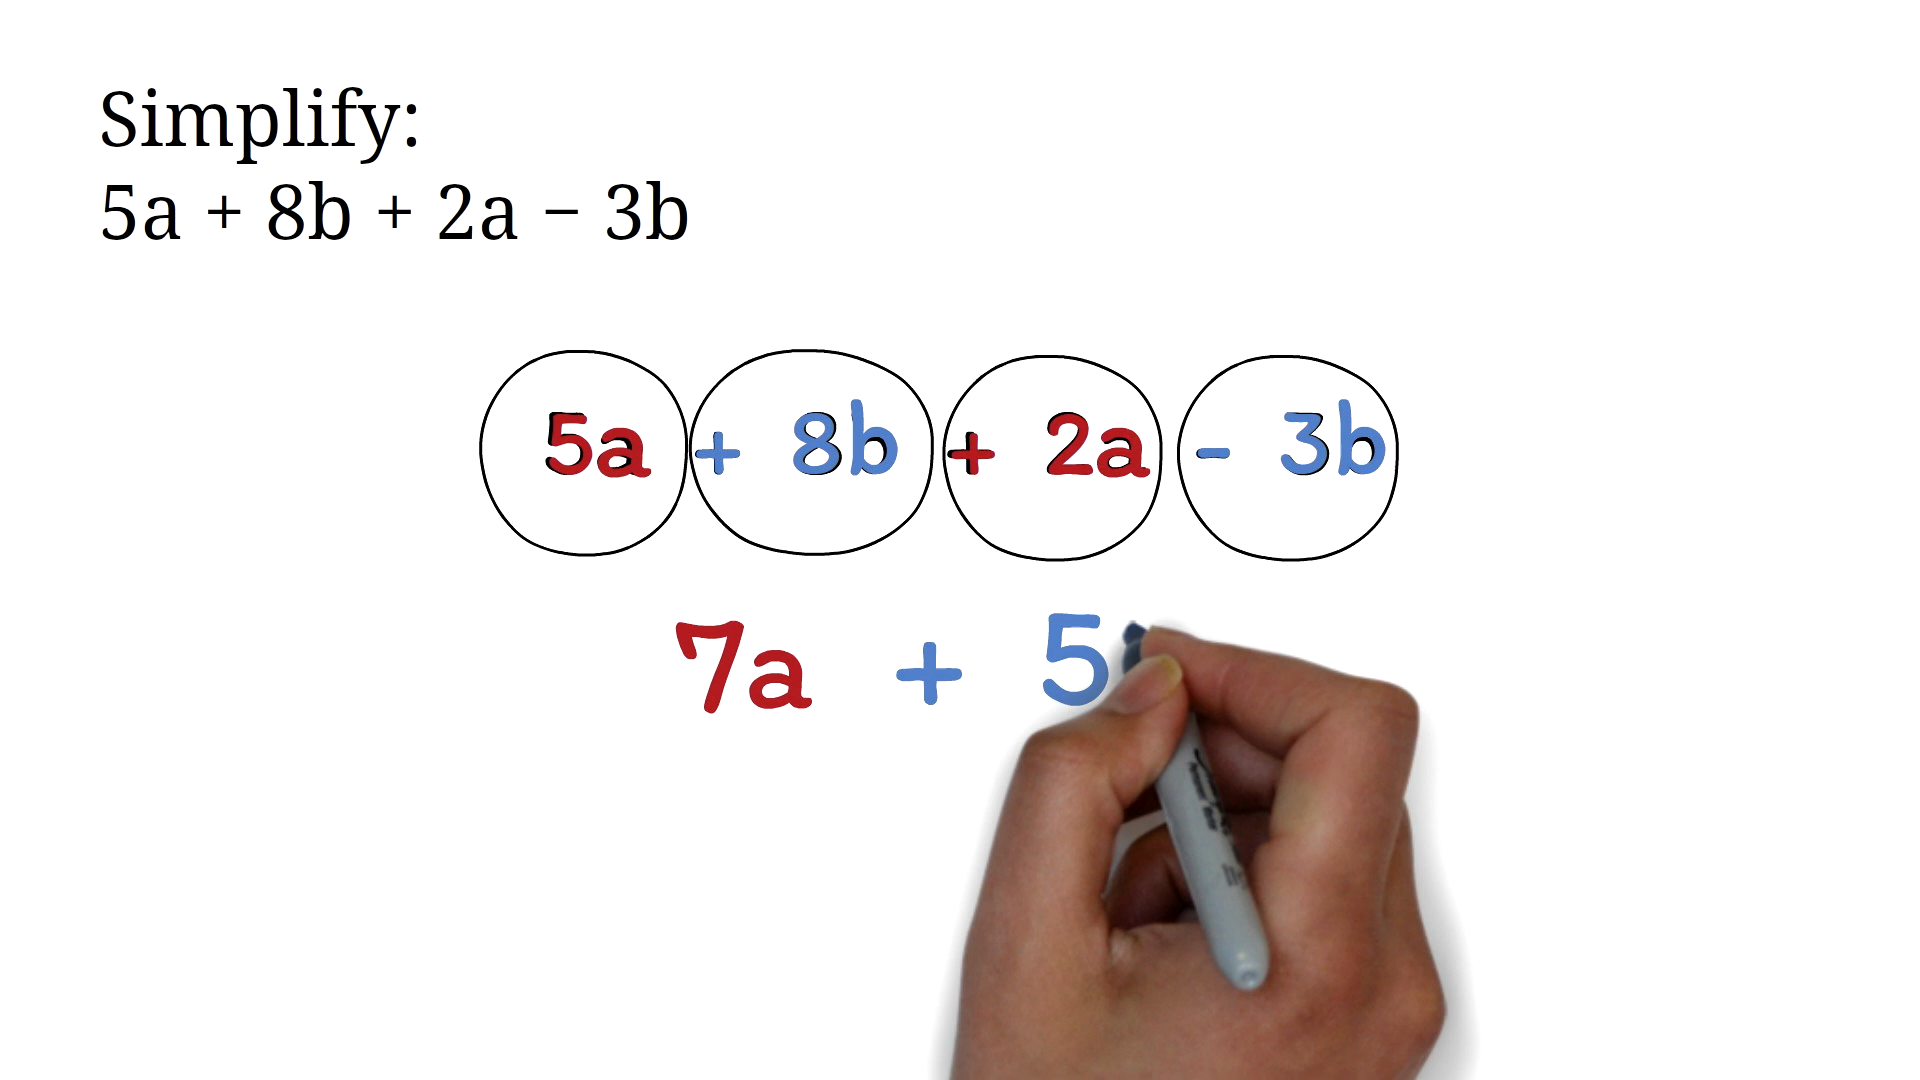 Simplify:
5a + 8b + 2a − 3b
5a + 8b + 2a - 3b
7a + 5